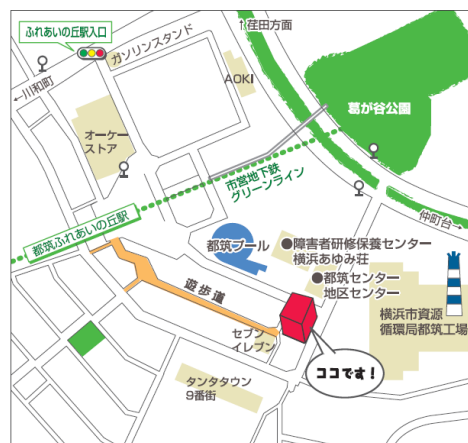 ふれあいの丘駅入口
ガソリンスタンド
↑荏田方面
←川和町
AOKI
葛が谷公園
オーケー
ストア
市営地下鉄
グリーンライン
仲町台→
都筑ふれあいの丘駅
都筑プール
●障害者研修保養センター
横浜あゆみ荘
●都筑センター
地区センター
遊歩道
横浜市資源
循環局都筑工場
セブン
イレブン
ココです!
タンタタウン
9番街